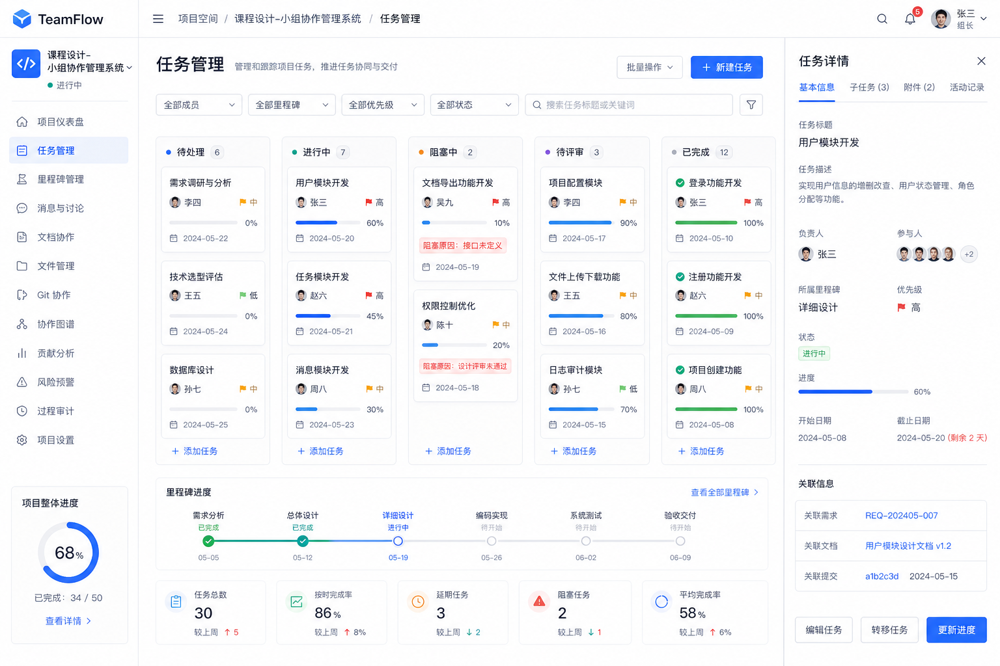 TeamFlow
项目空间 / 课程设计-小组协作管理系统 / 任务管理
5
张三
组长
课程设计-
小组协作管理系统
进行中
项目仪表盘
任务管理
里程碑管理
消息与讨论
文档协作
文件管理
Git 协作
协作图谱
贡献分析
风险预警
过程审计
项目设置
项目整体进度
68%
已完成：34 / 50
查看详情
任务管理
管理和跟踪项目任务，推进任务协同与交付
批量操作
+ 新建任务
全部成员
全部里程碑
全部优先级
全部状态
搜索任务标题或关键词
待处理 6
需求调研与分析
李四 中
0%
2024-05-22
技术选型评估
王五 低
0%
2024-05-24
数据库设计
孙七 中
0%
2024-05-25
+ 添加任务
进行中 7
用户模块开发
张三 高
60%
2024-05-20
任务模块开发
赵六 高
45%
2024-05-21
消息模块开发
周八 中
30%
2024-05-23
+ 添加任务
阻塞中 2
文档导出功能开发
吴九 高
10%
阻塞原因：接口未定义
2024-05-19
权限控制优化
陈十 中
20%
阻塞原因：设计评审未通过
2024-05-18
+ 添加任务
待评审 3
项目配置模块
李四 中
90%
2024-05-17
文件上传下载功能
王五 中
80%
2024-05-16
日志审计模块
孙七 低
70%
2024-05-15
+ 添加任务
已完成 12
登录功能开发
张三 高
100%
2024-05-10
注册功能开发
赵六 中
100%
2024-05-09
项目创建功能
周八 中
100%
2024-05-08
+ 添加任务
里程碑进度
查看全部里程碑
需求分析
已完成
05-05
总体设计
已完成
05-12
详细设计
进行中
05-19
编码实现
待开始
05-26
系统测试
待开始
06-02
验收交付
待开始
06-09
任务总数
30
较上周 ↑ 5
按时完成率
86%
较上周 ↑ 8%
延期任务
3
较上周 ↓ 2
阻塞任务
2
较上周 ↓ 1
平均完成率
58%
较上周 ↑ 6%
任务详情
基本信息
子任务 (3)
附件 (2)
活动记录
任务标题
用户模块开发
任务描述
实现用户信息的增删改查、用户状态管理、角色
分配等功能。
负责人
张三
参与人
+2
所属里程碑
详细设计
优先级
高
状态
进行中
进度
60%
开始日期
2024-05-08
截止日期
2024-05-20 (剩余 2 天)
关联信息
关联需求 REQ-202405-007
关联文档 用户模块设计文档 v1.2
关联提交 a1b2c3d 2024-05-15
编辑任务
转移任务
更新进度